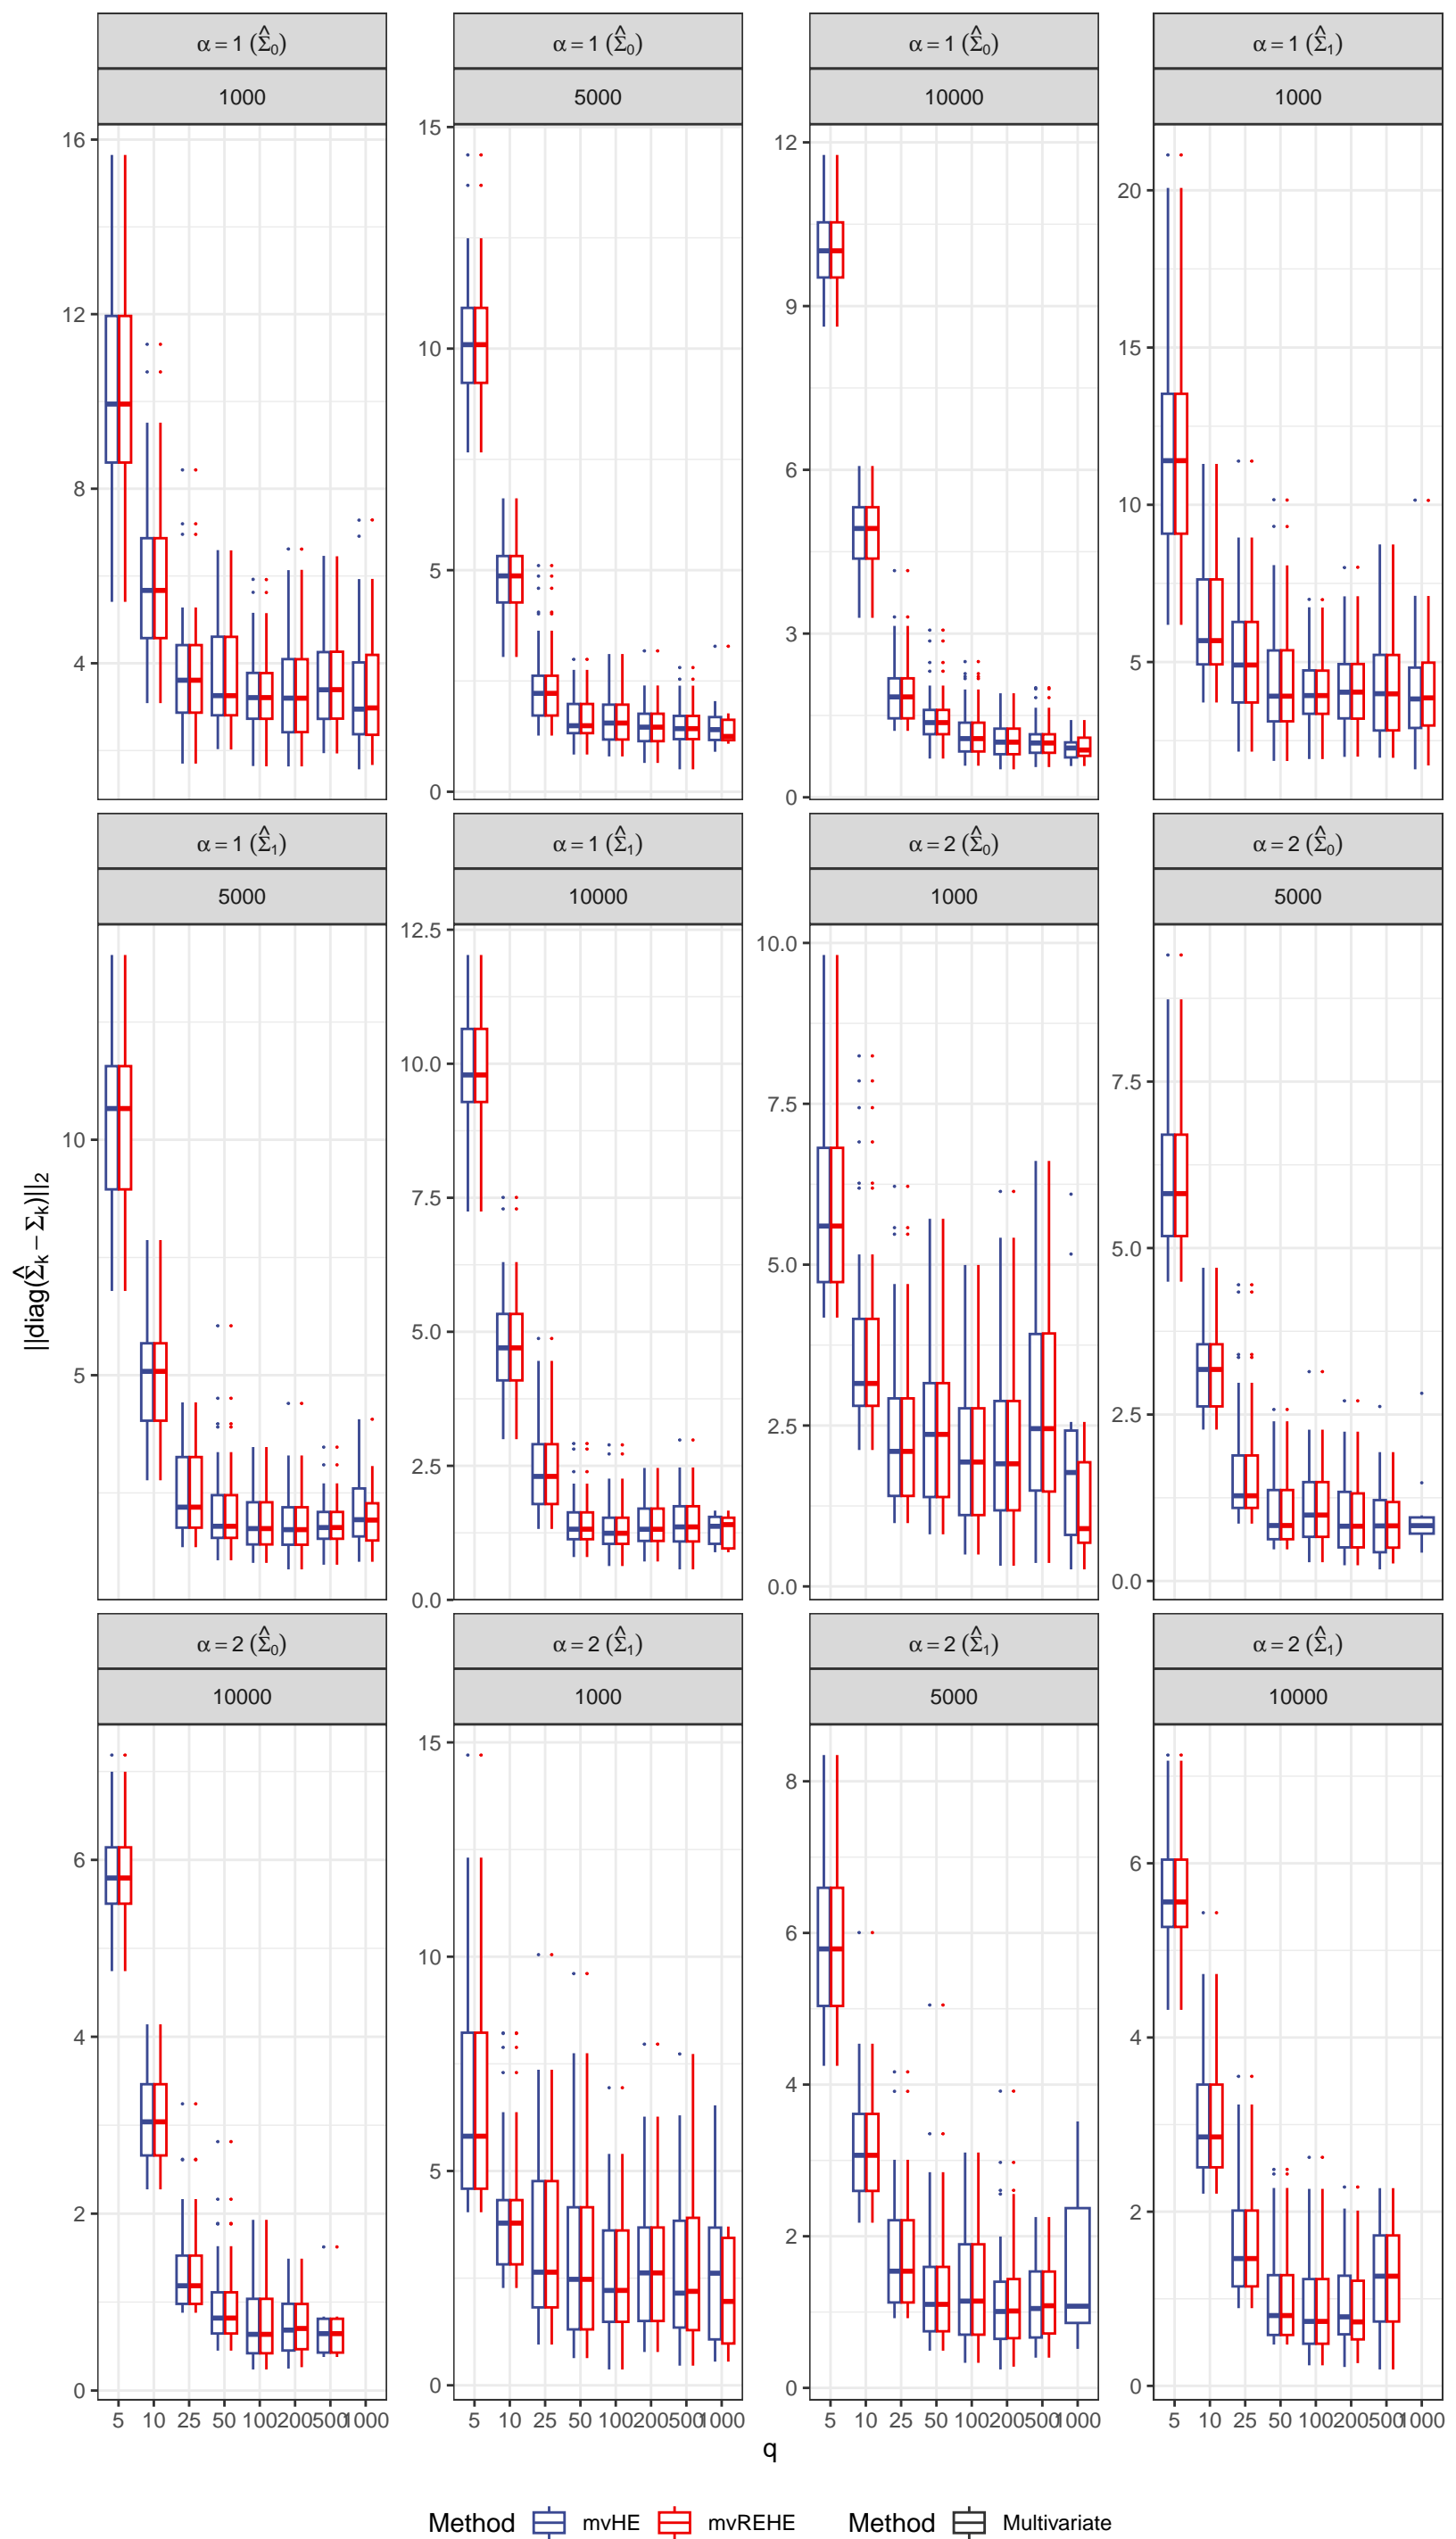 α = 1 (Σ̂₀) α = 1 (Σ̂₀) α = 1 (Σ̂₀) α = 1 (Σ̂₁)
1000 5000 10000 1000
16 12 8 4
15 10 5 0
12 9 6 3 0
20 15 10 5
α = 1 (Σ̂₁) α = 1 (Σ̂₁) α = 2 (Σ̂₀) α = 2 (Σ̂₀)
5000 10000 1000 5000
10 5
12.5 10.0 7.5 5.0 2.5 0.0
10.0 7.5 5.0 2.5 0.0
7.5 5.0 2.5 0.0
||diag(Σ̂ₖ − Σₖ)||₂
α = 2 (Σ̂₀) α = 2 (Σ̂₁) α = 2 (Σ̂₁) α = 2 (Σ̂₁)
10000 1000 5000 10000
6 4 2 0
15 10 5 0
8 6 4 2 0
6 4 2 0
5 10 25 50 100 200 500 1000 5 10 25 50 100 200 500 1000 5 10 25 50 100 200 500 1000 5 10 25 50 100 200 500 1000
q
Method mvHE mvREHE Method Multivariate